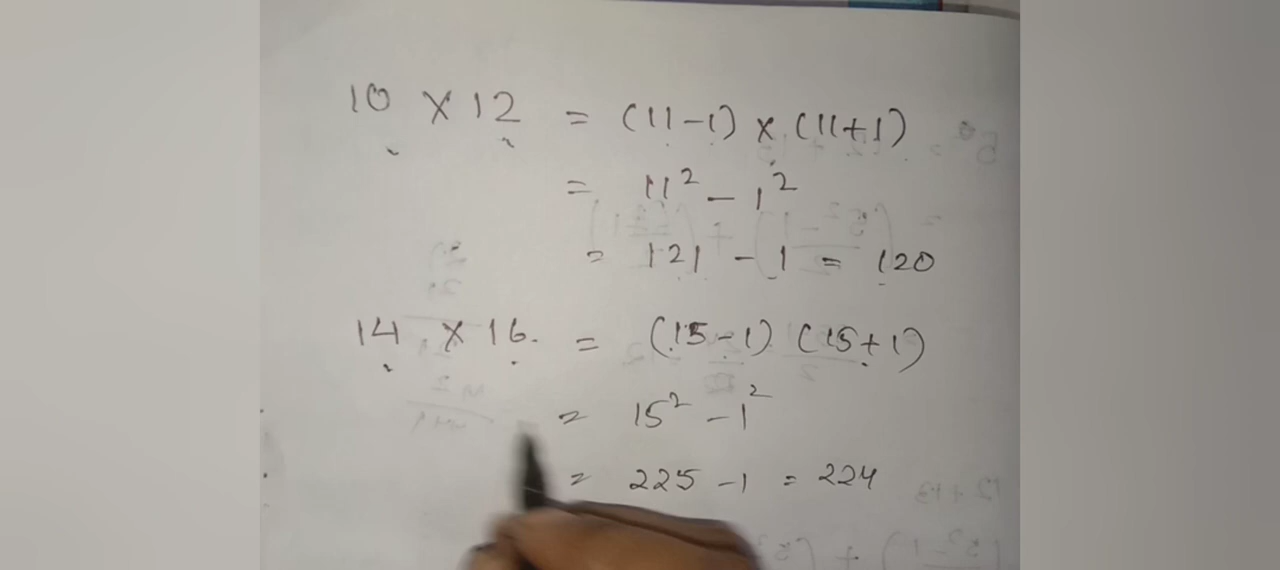 10 × 12 = (11-1) × (11+1)
= 11² - 1²
= 121 - 1 = 120
14 × 16. = (15-1) (15+1)
= 15² - 1²
= 225 - 1 = 224